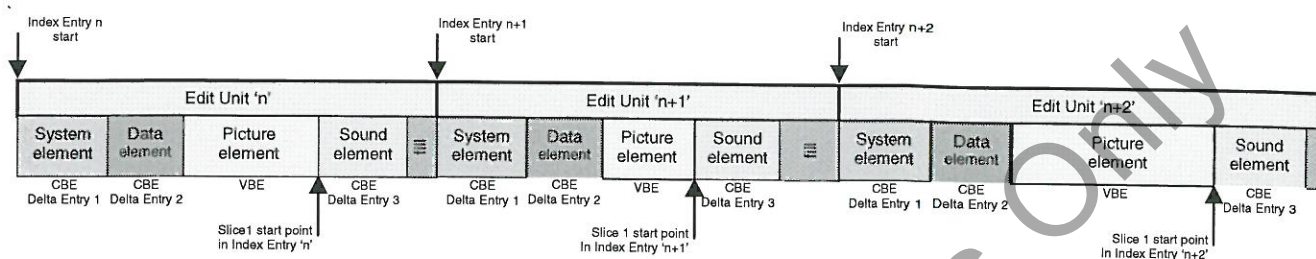 Index Entry n
start
Index Entry n+1
start
Index Entry n+2
start
Edit Unit 'n'
Edit Unit 'n+1'
Edit Unit 'n+2'
System
element
Data
element
Picture
element
Sound
element
Fill
System
element
Data
element
Picture
element
Sound
element
Fill
System
element
Data
element
Picture
element
Sound
element
CBE
Delta Entry 1
CBE
Delta Entry 2
VBE
CBE
Delta Entry 3
CBE
Delta Entry 1
CBE
Delta Entry 2
VBE
CBE
Delta Entry 3
CBE
Delta Entry 1
CBE
Delta Entry 2
VBE
CBE
Delta Entry 3
Slice1 start point
in Index Entry 'n'
Slice 1 start point
In Index Entry 'n+1'
Slice 1 start point
in Index Entry 'n+2'
Only